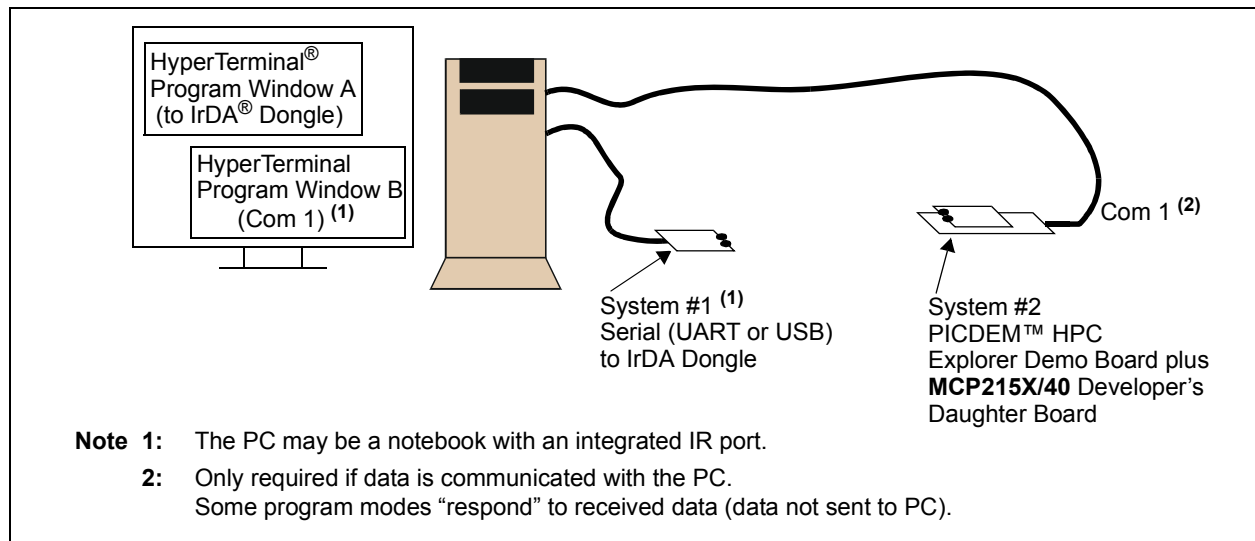 HyperTerminal®
Program Window A
(to IrDA® Dongle)
HyperTerminal
Program Window B
(Com 1) (1)
Com 1 (2)
System #1 (1)
Serial (UART or USB)
to IrDA Dongle
System #2
PICDEM™ HPC
Explorer Demo Board plus
MCP215X/40 Developer's
Daughter Board
Note 1: The PC may be a notebook with an integrated IR port.
2: Only required if data is communicated with the PC.
Some program modes “respond” to received data (data not sent to PC).